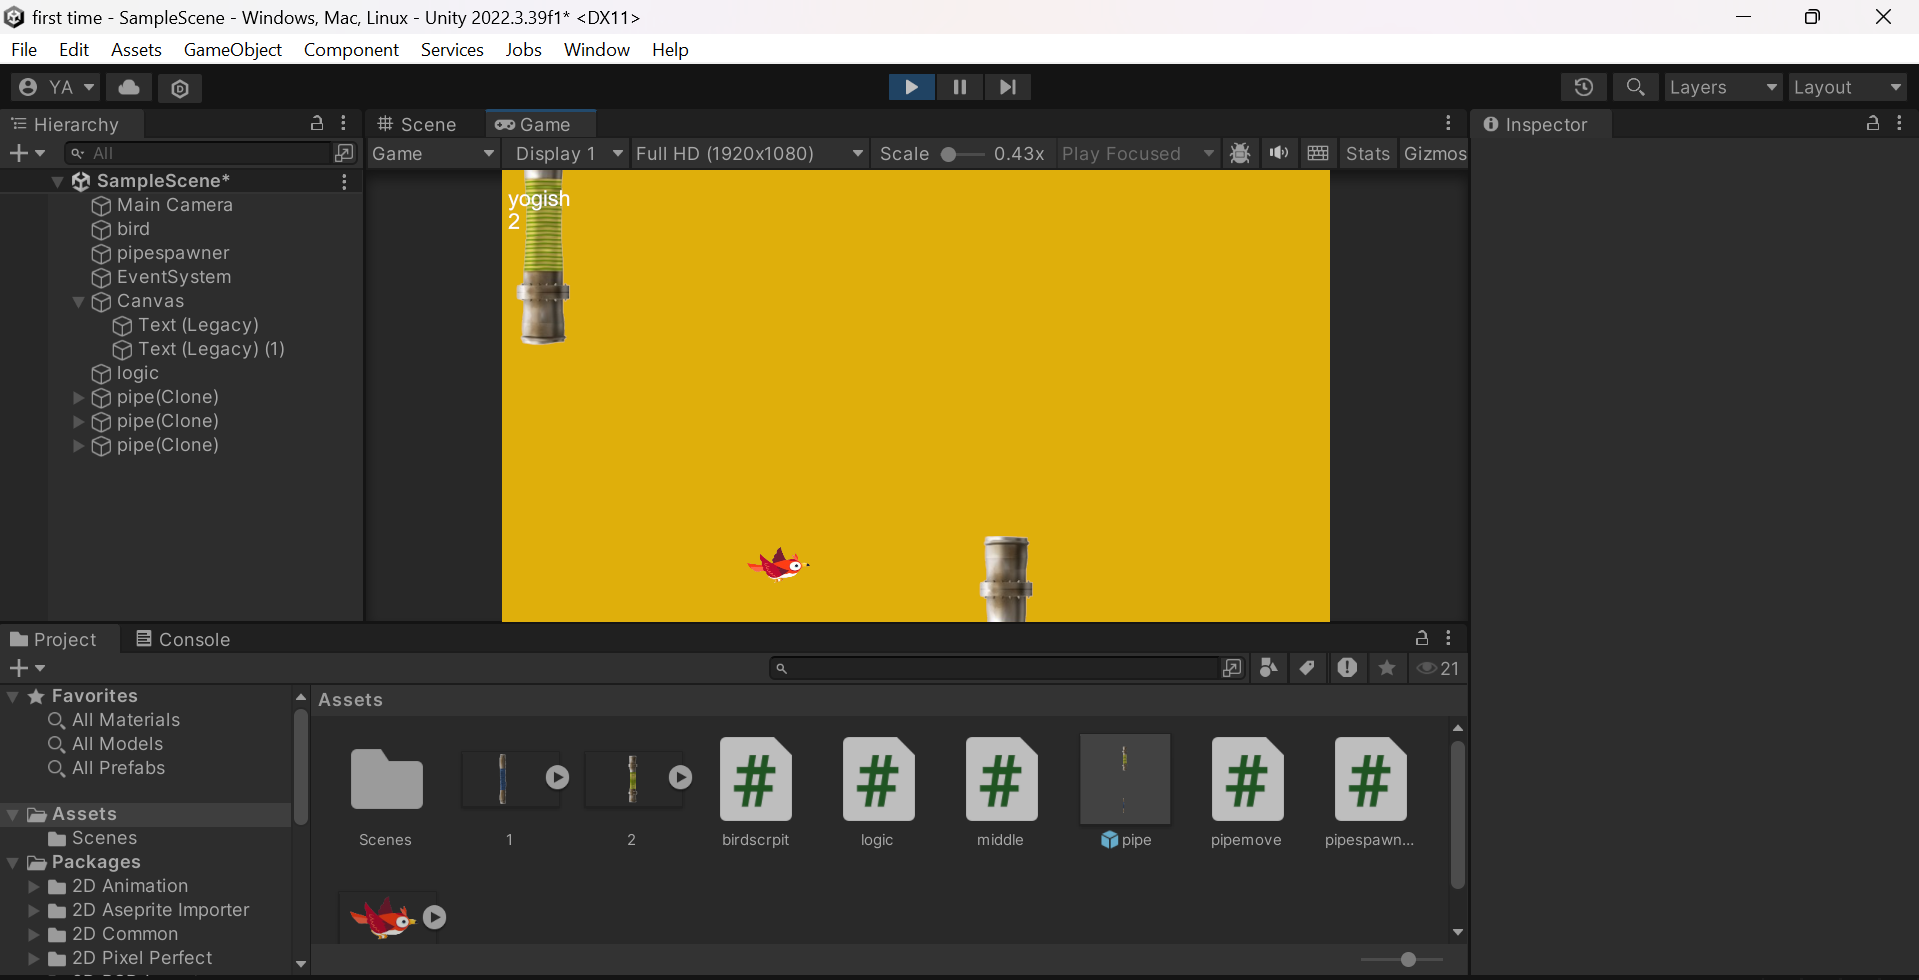 first time - SampleScene - Windows, Mac, Linux - Unity 2022.3.39f1* <DX11>
File Edit Assets GameObject Component Services Jobs Window Help
YA Layers Layout
Hierarchy Scene Game Inspector
All Game Display 1 Full HD (1920x1080) Scale 0.43x Play Focused Stats Gizmos
SampleScene*
Main Camera
bird
pipespawner
EventSystem
Canvas
Text (Legacy)
Text (Legacy) (1)
logic
pipe(Clone)
pipe(Clone)
pipe(Clone)
yogish
2
Project Console
21
Favorites
All Materials
All Models
All Prefabs
Assets
Scenes
Packages
2D Animation
2D Aseprite Importer
2D Common
2D Pixel Perfect
Assets
Scenes 1 2 birdscrpit logic middle pipe pipemove pipespawn...